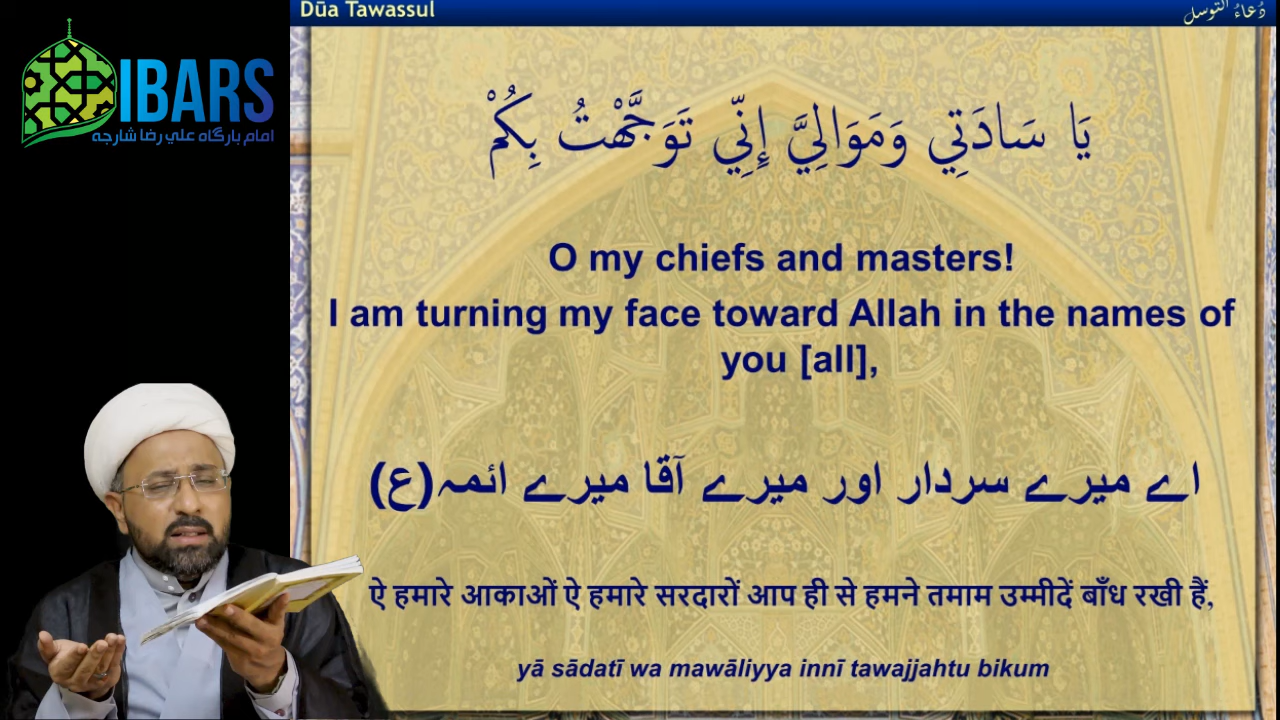 Dūa Tawassul
دُعَاءُ التوسل
IBARS
امام بارگاه علي رضا شارجه
يَا سَادَتِي وَمَوَالِيَّ إِنِّي تَوَجَّهْتُ بِكُمْ
O my chiefs and masters!
I am turning my face toward Allah in the names of
you [all],
اے میرے سردار اور میرے آقا میرے ائمہ(ع)
ऐ हमारे आकाओं ऐ हमारे सरदारों आप ही से हमने तमाम उम्मीदें बाँध रखी हैं,
yā sādatī wa mawāliyya innī tawajjahtu bikum